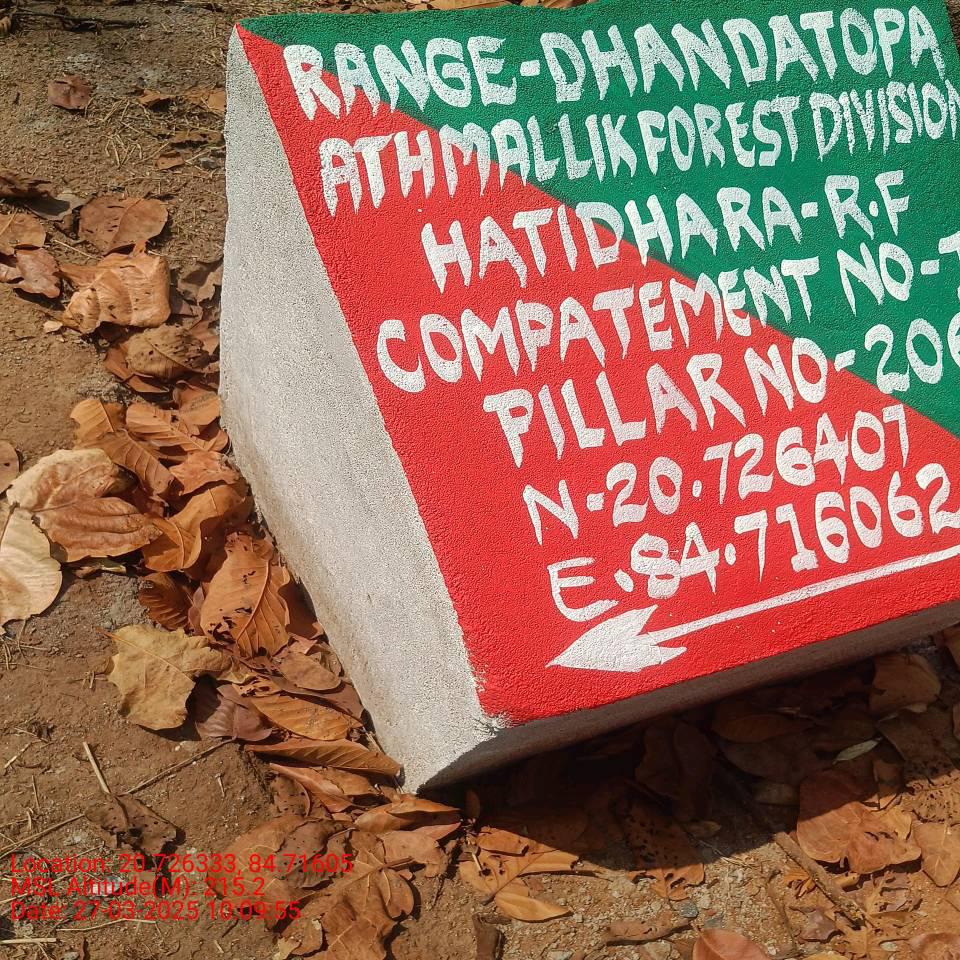 RANGE-DHANDATOPA
ATHMALLIK FOREST DIVISION
HATIDHARA-R.F
COMPATEMENT NO-
PILLAR NO-206
N-20.726407
E.84.716062
Location: 20.726333, 84.71605
MSL Altitude(M): 215.2
Date: 27-03-2025 10:09:55